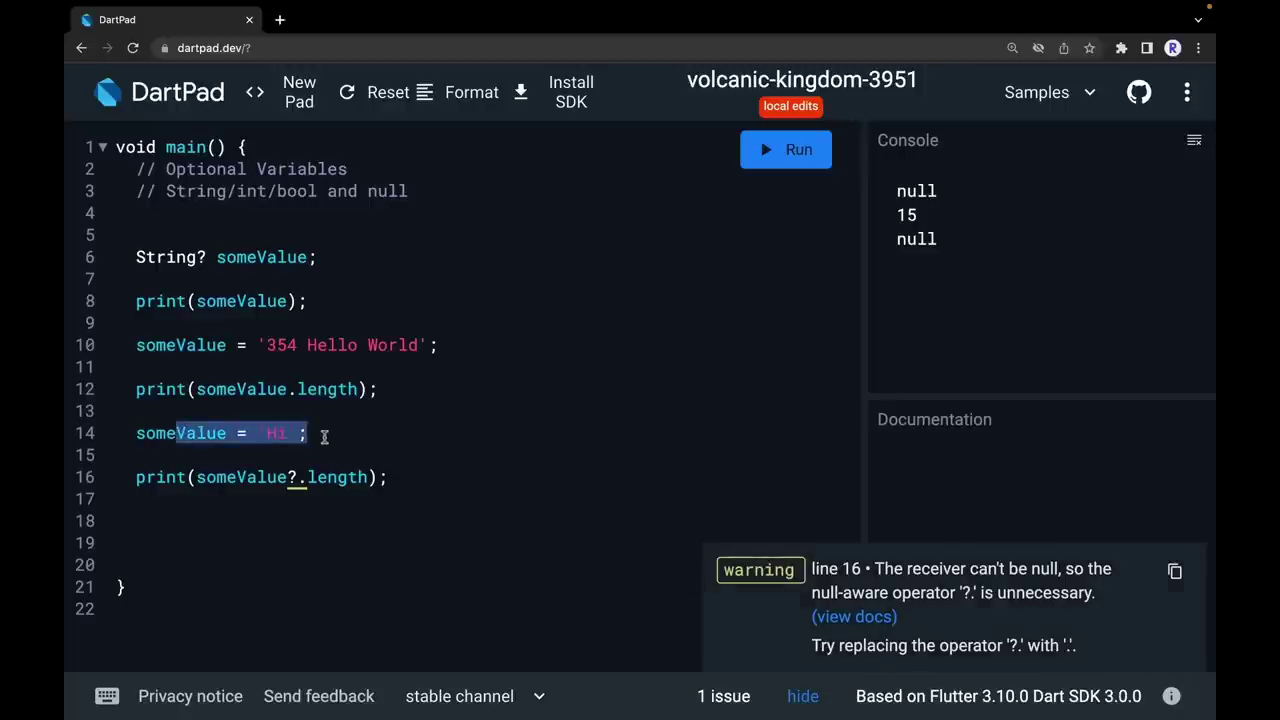 DartPad
dartpad.dev/?
R
DartPad
<> New Pad
Reset
Format
Install SDK
volcanic-kingdom-3951
local edits
Samples
1 void main() {
2 // Optional Variables
3 // String/int/bool and null
4
5
6 String? someValue;
7
8 print(someValue);
9
10 someValue = '354 Hello World';
11
12 print(someValue.length);
13
14 someValue = 'Hi';
15
16 print(someValue?.length);
17
18
19
20
21 }
22
Run
Console
null
15
null
Documentation
warning
line 16 • The receiver can't be null, so the
null-aware operator '?.' is unnecessary.
(view docs)
Try replacing the operator '?.' with '.'.
Privacy notice
Send feedback
stable channel
1 issue
hide
Based on Flutter 3.10.0 Dart SDK 3.0.0